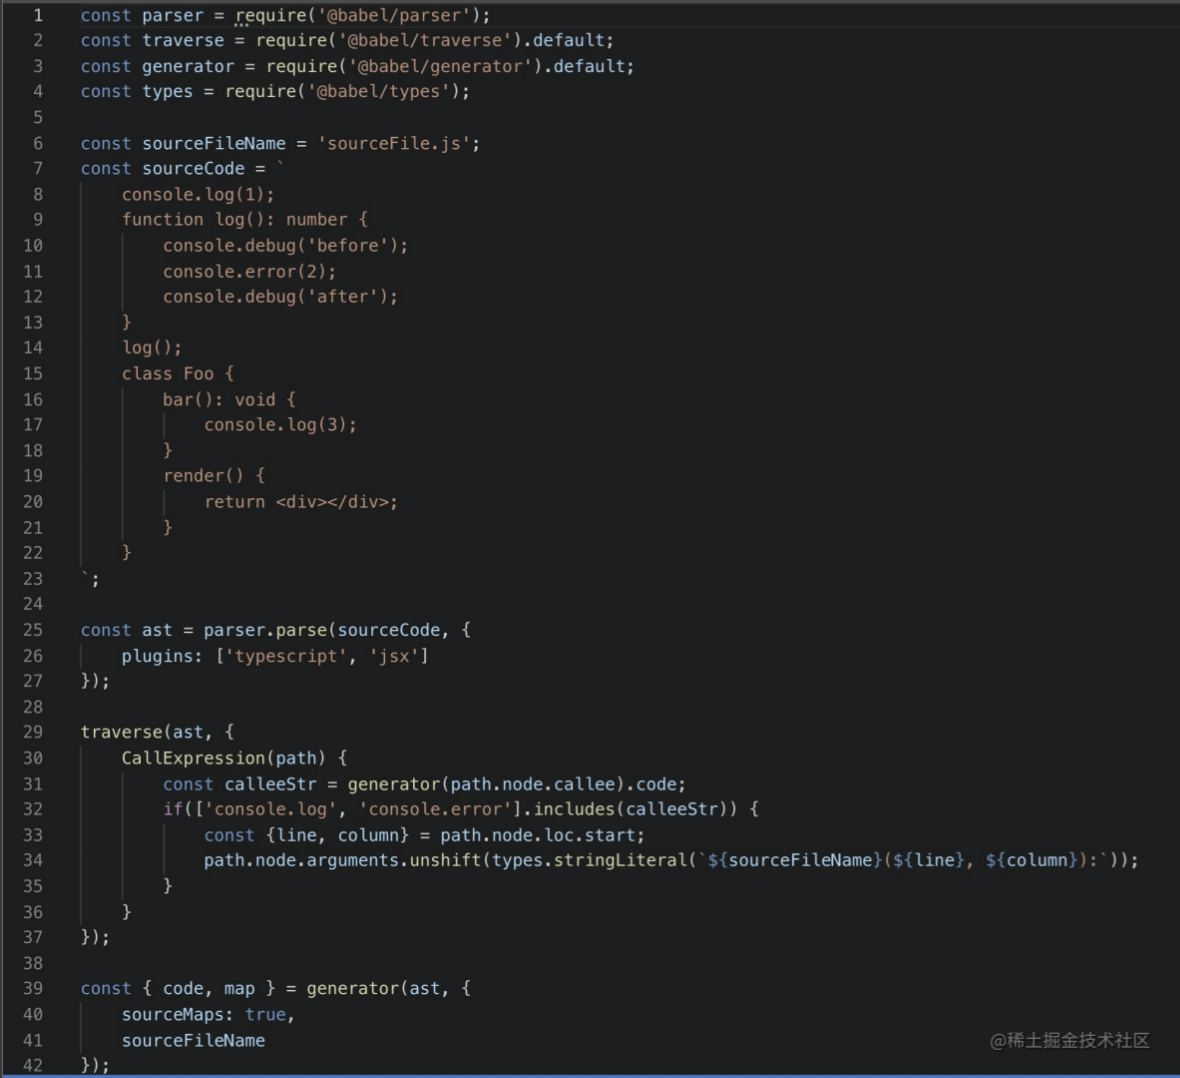 1 const parser = require('@babel/parser');
2 const traverse = require('@babel/traverse').default;
3 const generator = require('@babel/generator').default;
4 const types = require('@babel/types');
5
6 const sourceFileName = 'sourceFile.js';
7 const sourceCode = `
8     console.log(1);
9     function log(): number {
10         console.debug('before');
11         console.error(2);
12         console.debug('after');
13     }
14     log();
15     class Foo {
16         bar(): void {
17             console.log(3);
18         }
19         render() {
20             return <div></div>;
21         }
22     }
23 `;
24
25 const ast = parser.parse(sourceCode, {
26     plugins: ['typescript', 'jsx']
27 });
28
29 traverse(ast, {
30     CallExpression(path) {
31         const calleeStr = generator(path.node.callee).code;
32         if(['console.log', 'console.error'].includes(calleeStr)) {
33             const {line, column} = path.node.loc.start;
34             path.node.arguments.unshift(types.stringLiteral(`${sourceFileName}(${line}, ${column}):`));
35         }
36     }
37 });
38
39 const { code, map } = generator(ast, {
40     sourceMaps: true,
41     sourceFileName
42 });
@稀土掘金技术社区